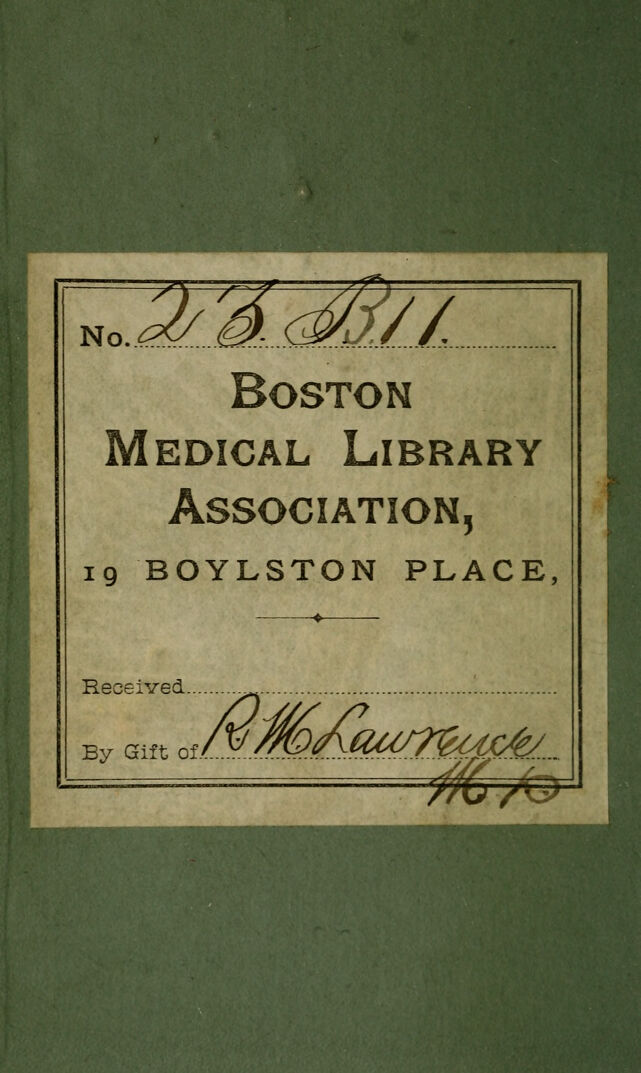 No. 23. B.11.
BOSTON
MEDICAL LIBRARY
ASSOCIATION,
19 BOYLSTON PLACE,
Received
By Gift of R M Lawrence
M.D